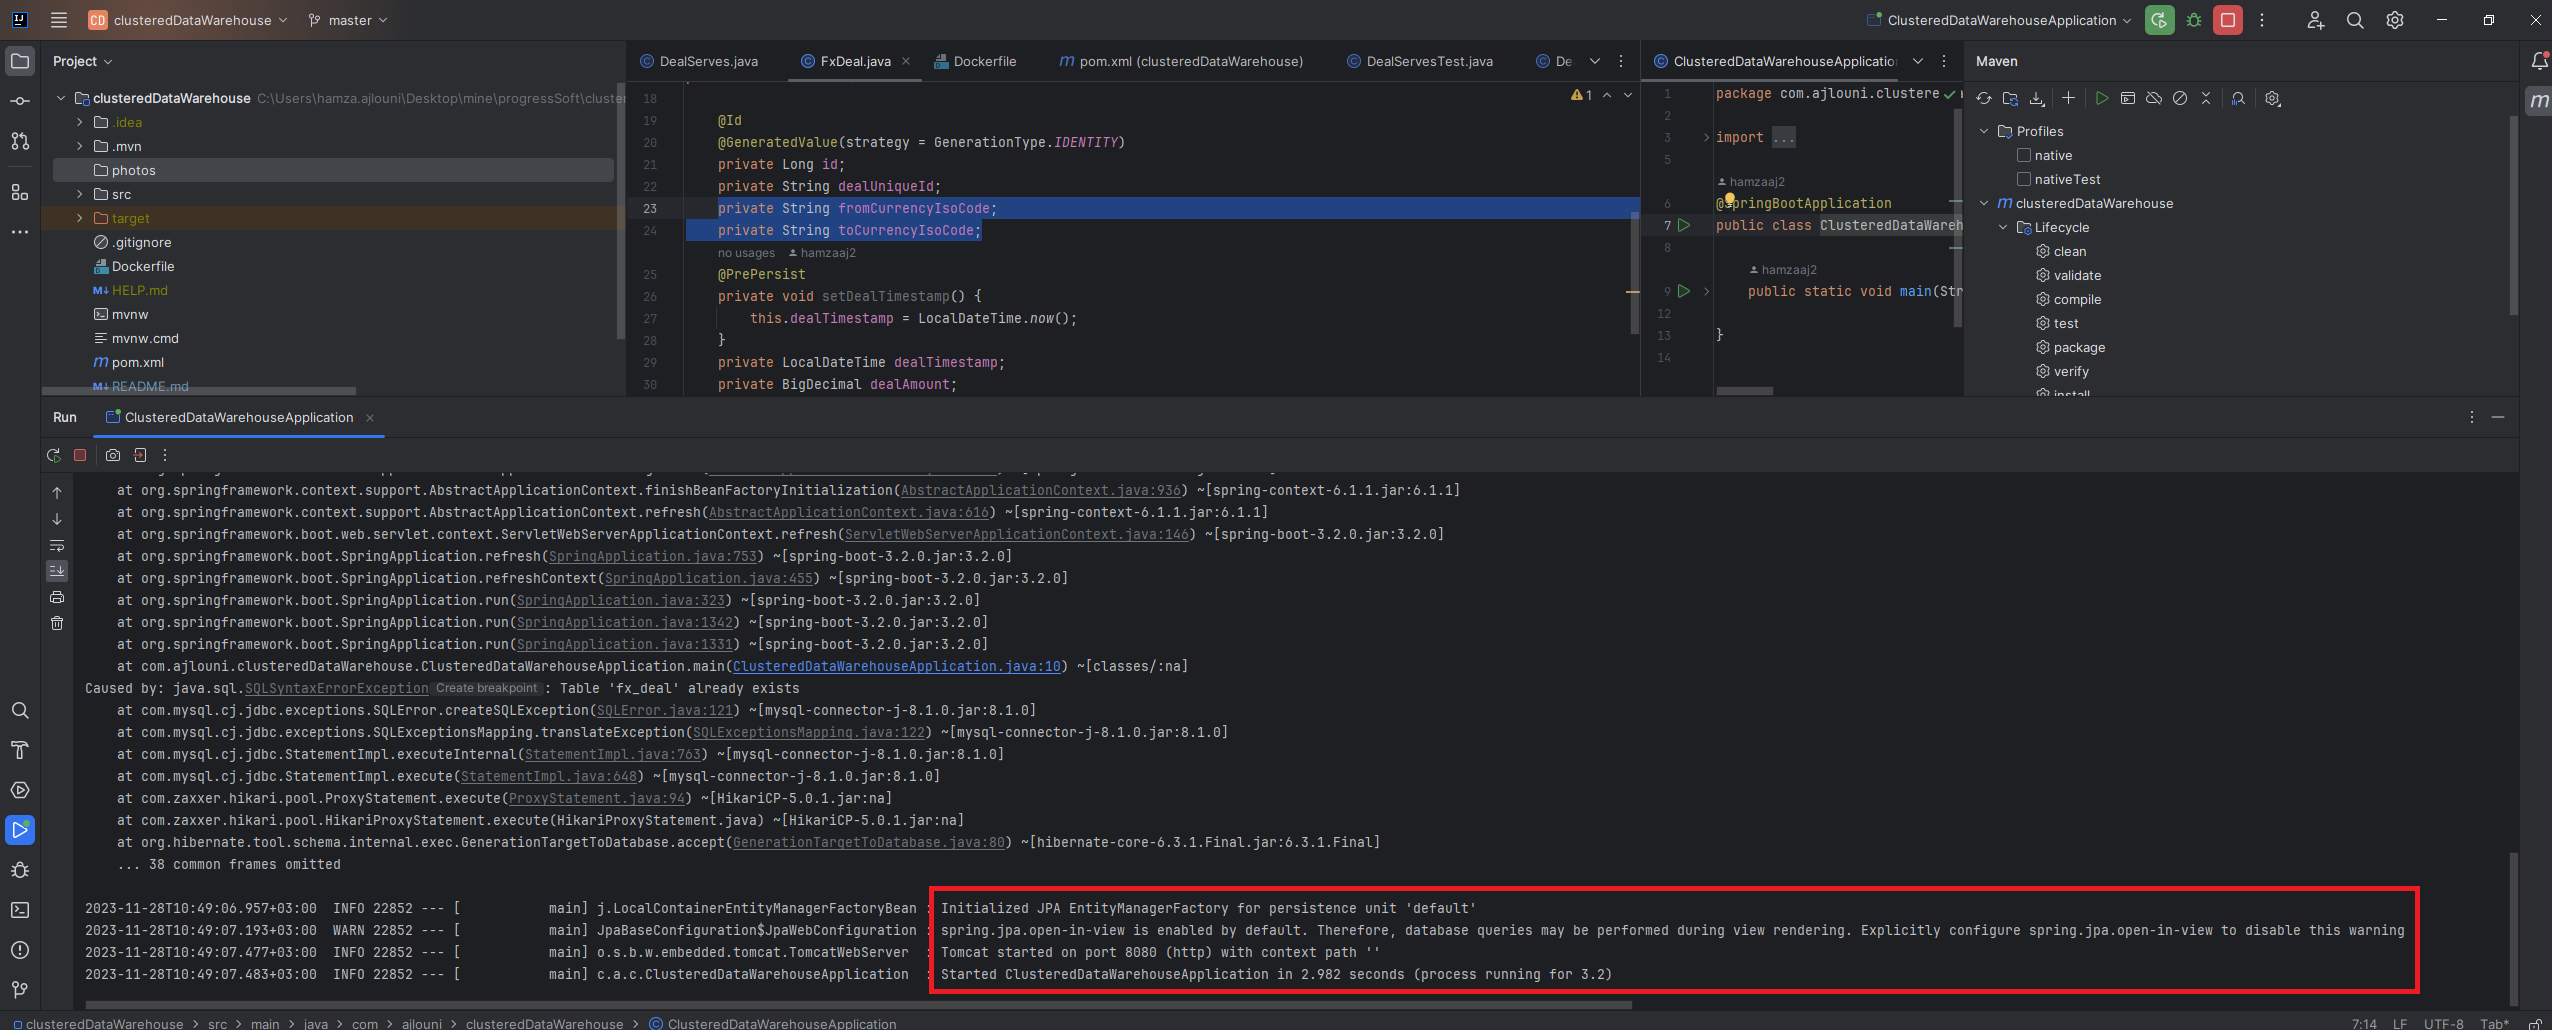 CD clusteredDataWarehouse master ClusteredDataWarehouseApplication
Project
clusteredDataWarehouse C:\Users\hamza.ajlouni\Desktop\mine\progressSoft\cluster
.idea
.mvn
photos
src
target
.gitignore
Dockerfile
HELP.md
mvnw
mvnw.cmd
pom.xml
README.md
DealServes.java FxDeal.java Dockerfile pom.xml (clusteredDataWarehouse) DealServesTest.java De
1
18
19 @Id
20 @GeneratedValue(strategy = GenerationType.IDENTITY)
21 private Long id;
22 private String dealUniqueId;
23 private String fromCurrencyIsoCode;
24 private String toCurrencyIsoCode;
no usages hamzaaj2
25 @PrePersist
26 private void setDealTimestamp() {
27 this.dealTimestamp = LocalDateTime.now();
28 }
29 private LocalDateTime dealTimestamp;
30 private BigDecimal dealAmount;
ClusteredDataWarehouseApplication
1 package com.ajlouni.clustere
2
3 import ...
5
hamzaaj2
6 @SpringBootApplication
7 public class ClusteredDataWareh
8
hamzaaj2
9 public static void main(Str
12
13 }
14
Maven
Profiles
native
nativeTest
clusteredDataWarehouse
Lifecycle
clean
validate
compile
test
package
verify
install
Run ClusteredDataWarehouseApplication
at org.springframework.context.support.AbstractApplicationContext.finishBeanFactoryInitialization(AbstractApplicationContext.java:936) ~[spring-context-6.1.1.jar:6.1.1]
at org.springframework.context.support.AbstractApplicationContext.refresh(AbstractApplicationContext.java:616) ~[spring-context-6.1.1.jar:6.1.1]
at org.springframework.boot.web.servlet.context.ServletWebServerApplicationContext.refresh(ServletWebServerApplicationContext.java:146) ~[spring-boot-3.2.0.jar:3.2.0]
at org.springframework.boot.SpringApplication.refresh(SpringApplication.java:753) ~[spring-boot-3.2.0.jar:3.2.0]
at org.springframework.boot.SpringApplication.refreshContext(SpringApplication.java:455) ~[spring-boot-3.2.0.jar:3.2.0]
at org.springframework.boot.SpringApplication.run(SpringApplication.java:323) ~[spring-boot-3.2.0.jar:3.2.0]
at org.springframework.boot.SpringApplication.run(SpringApplication.java:1342) ~[spring-boot-3.2.0.jar:3.2.0]
at org.springframework.boot.SpringApplication.run(SpringApplication.java:1331) ~[spring-boot-3.2.0.jar:3.2.0]
at com.ajlouni.clusteredDataWarehouse.ClusteredDataWarehouseApplication.main(ClusteredDataWarehouseApplication.java:10) ~[classes/:na]
Caused by: java.sql.SQLSyntaxErrorException Create breakpoint : Table 'fx_deal' already exists
at com.mysql.cj.jdbc.exceptions.SQLError.createSQLException(SQLError.java:121) ~[mysql-connector-j-8.1.0.jar:8.1.0]
at com.mysql.cj.jdbc.exceptions.SQLExceptionsMapping.translateException(SQLExceptionsMapping.java:122) ~[mysql-connector-j-8.1.0.jar:8.1.0]
at com.mysql.cj.jdbc.StatementImpl.executeInternal(StatementImpl.java:763) ~[mysql-connector-j-8.1.0.jar:8.1.0]
at com.mysql.cj.jdbc.StatementImpl.execute(StatementImpl.java:648) ~[mysql-connector-j-8.1.0.jar:8.1.0]
at com.zaxxer.hikari.pool.ProxyStatement.execute(ProxyStatement.java:94) ~[HikariCP-5.0.1.jar:na]
at com.zaxxer.hikari.pool.HikariProxyStatement.execute(HikariProxyStatement.java) ~[HikariCP-5.0.1.jar:na]
at org.hibernate.tool.schema.internal.exec.GenerationTargetToDatabase.accept(GenerationTargetToDatabase.java:80) ~[hibernate-core-6.3.1.Final.jar:6.3.1.Final]
... 38 common frames omitted
2023-11-28T10:49:06.957+03:00 INFO 22852 --- [ main] j.LocalContainerEntityManagerFactoryBean : Initialized JPA EntityManagerFactory for persistence unit 'default'
2023-11-28T10:49:07.193+03:00 WARN 22852 --- [ main] JpaBaseConfiguration$JpaWebConfiguration : spring.jpa.open-in-view is enabled by default. Therefore, database queries may be performed during view rendering. Explicitly configure spring.jpa.open-in-view to disable this warning
2023-11-28T10:49:07.477+03:00 INFO 22852 --- [ main] o.s.b.w.embedded.tomcat.TomcatWebServer : Tomcat started on port 8080 (http) with context path ''
2023-11-28T10:49:07.483+03:00 INFO 22852 --- [ main] c.a.c.ClusteredDataWarehouseApplication : Started ClusteredDataWarehouseApplication in 2.982 seconds (process running for 3.2)
clusteredDataWarehouse > src > main > java > com > ajlouni > clusteredDataWarehouse > ClusteredDataWarehouseApplication 7:14 LF UTF-8 Tab*